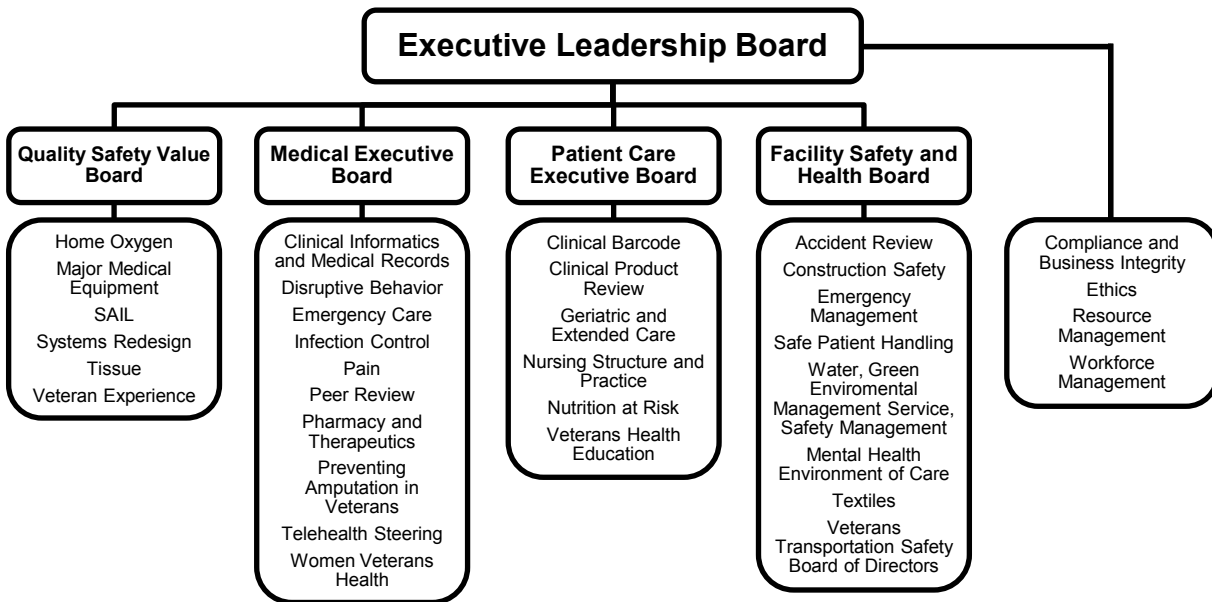 Executive Leadership Board
Quality Safety Value
Board
Medical Executive
Board
Patient Care
Executive Board
Facility Safety and
Health Board
Home Oxygen
Major Medical
Equipment
SAIL
Systems Redesign
Tissue
Veteran Experience
Clinical Informatics
and Medical Records
Disruptive Behavior
Emergency Care
Infection Control
Pain
Peer Review
Pharmacy and
Therapeutics
Preventing
Amputation in
Veterans
Telehealth Steering
Women Veterans
Health
Clinical Barcode
Clinical Product
Review
Geriatric and
Extended Care
Nursing Structure and
Practice
Nutrition at Risk
Veterans Health
Education
Accident Review
Construction Safety
Emergency
Management
Safe Patient Handling
Water, Green
Enviromental
Management Service,
Safety Management
Mental Health
Environment of Care
Textiles
Veterans
Transportation Safety
Board of Directors
Compliance and
Business Integrity
Ethics
Resource
Management
Workforce
Management